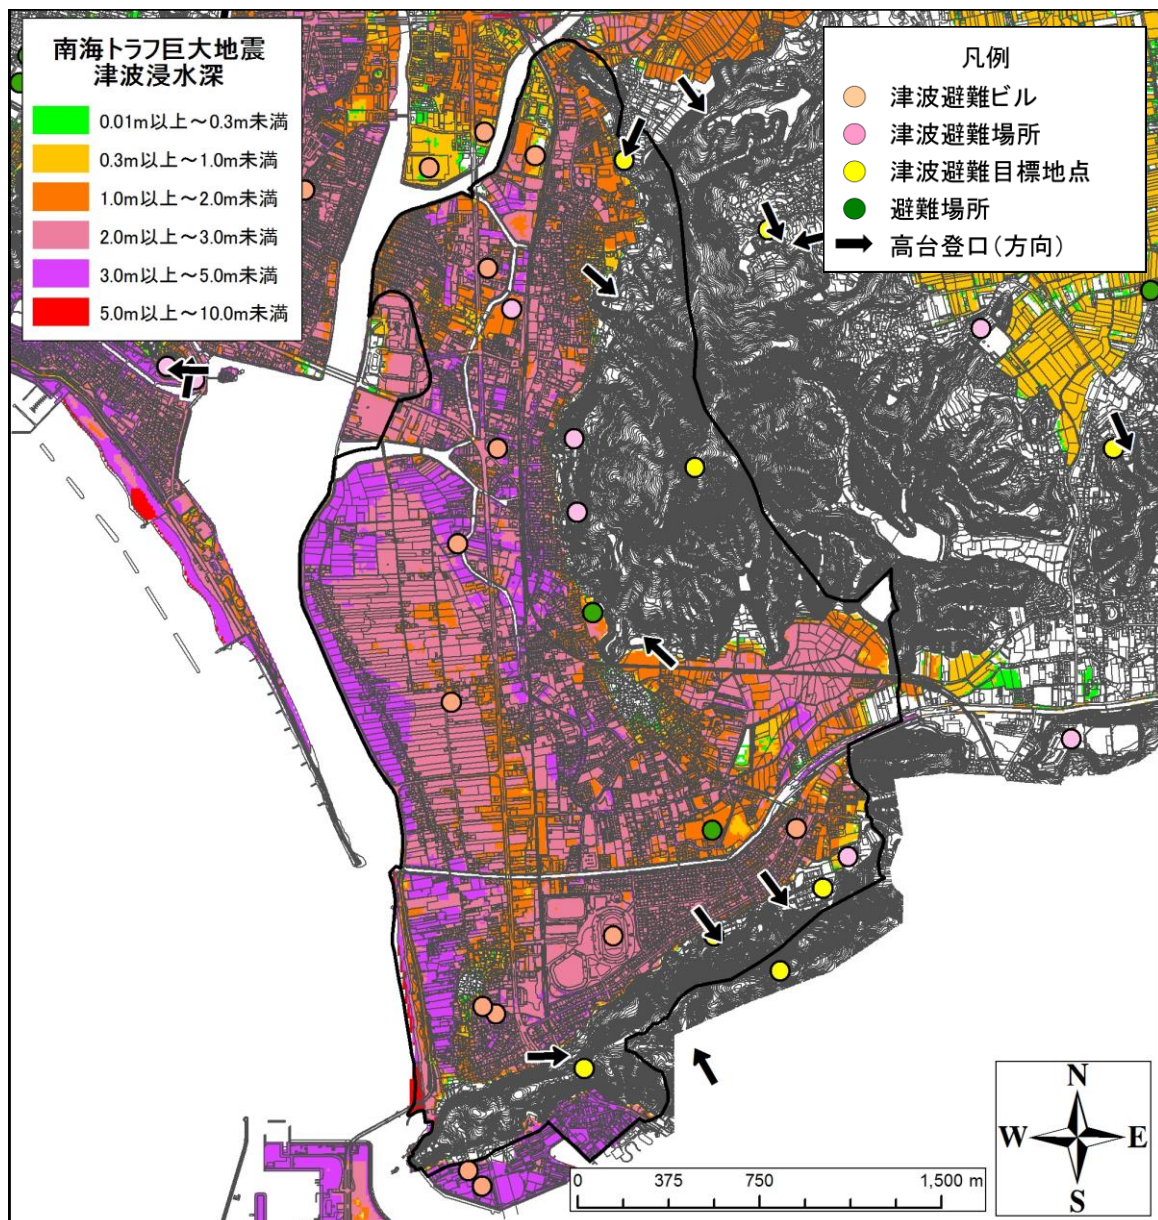 南海トラフ巨大地震
津波浸水深
0.01m以上～0.3m未満
0.3m以上～1.0m未満
1.0m以上～2.0m未満
2.0m以上～3.0m未満
3.0m以上～5.0m未満
5.0m以上～10.0m未満
凡例
津波避難ビル
津波避難場所
津波避難目標地点
避難場所
高台登口(方向)
N
W E
S
0 375 750 1,500 m